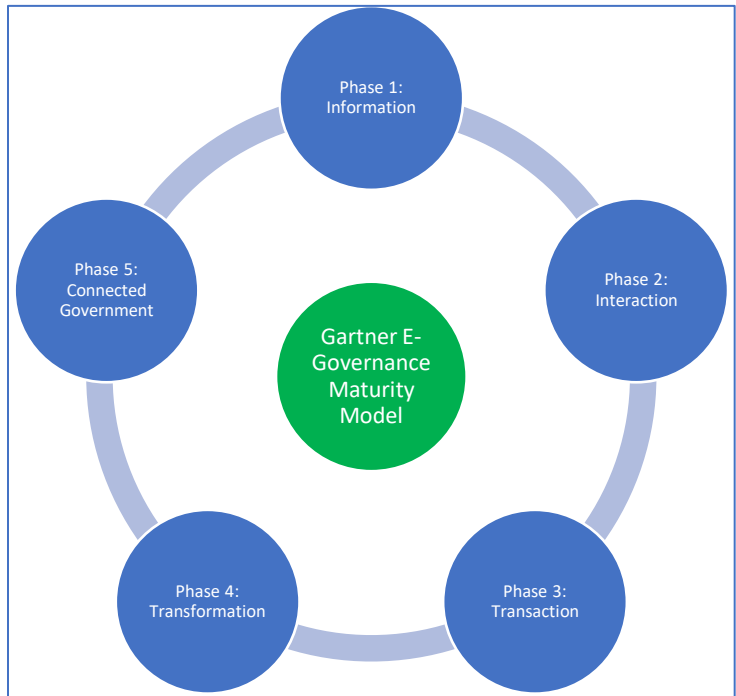 Phase 1:
Information
Phase 2:
Interaction
Phase 3:
Transaction
Phase 4:
Transformation
Phase 5:
Connected
Government
Gartner E-
Governance
Maturity
Model